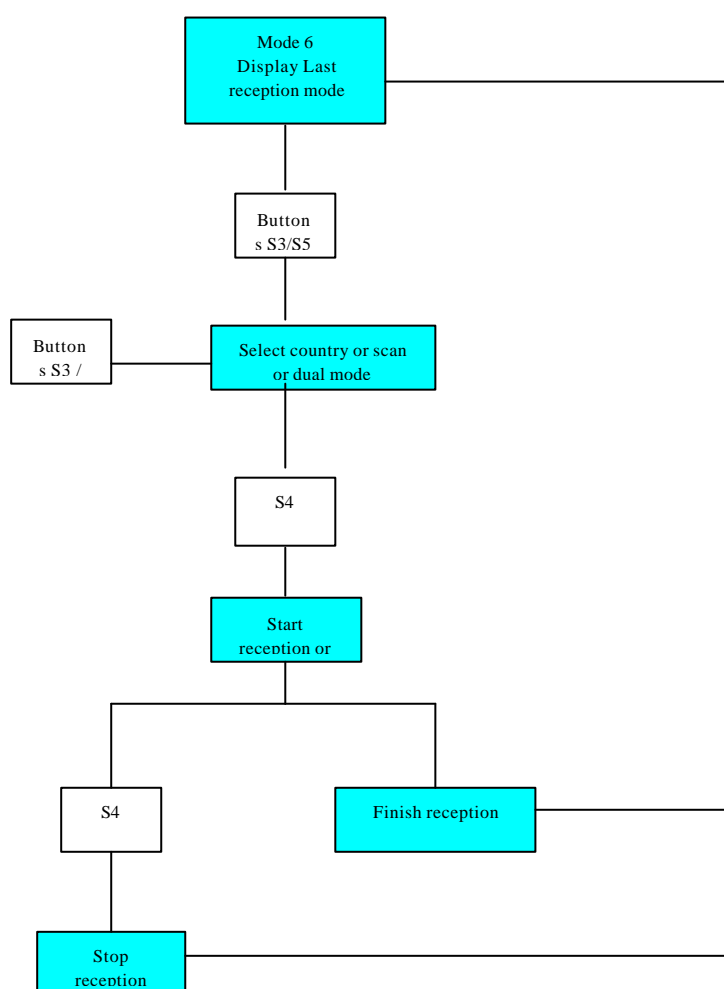 Mode 6
Display Last
reception mode
Button
s S3/S5
Button
s S3 /
Select country or scan
or dual mode
S4
Start
reception or
S4
Finish reception
Stop
reception